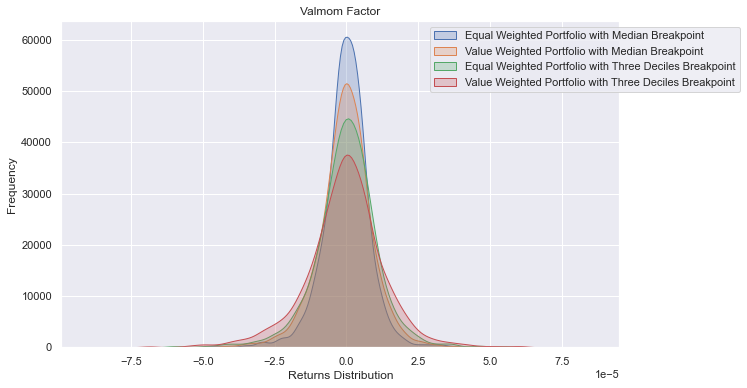 Valmom Factor
Equal Weighted Portfolio with Median Breakpoint
Value Weighted Portfolio with Median Breakpoint
Equal Weighted Portfolio with Three Deciles Breakpoint
Value Weighted Portfolio with Three Deciles Breakpoint
Frequency
60000
50000
40000
30000
20000
10000
0
−7.5 −5.0 −2.5 0.0 2.5 5.0 7.5
1e−5
Returns Distribution